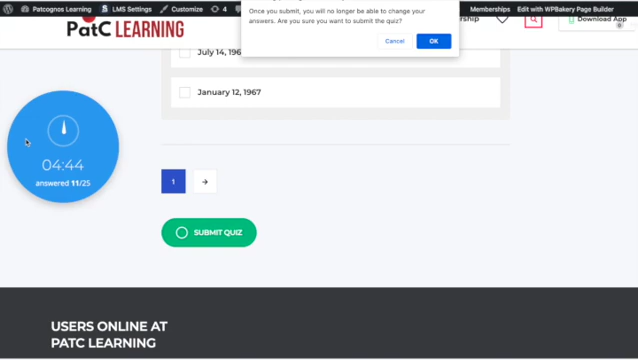 Patcognos Learning LMS Settings Customize 4 Memberships Edit with WPBakery Page Builder
PatC LEARNING
Download App
0
Once you submit, you will no longer be able to change your
answers. Are you sure you want to submit the quiz?
Cancel OK
July 14,
January 12, 1967
04:44
answered 11/25
1 →
SUBMIT QUIZ
USERS ONLINE AT
PATC LEARNING